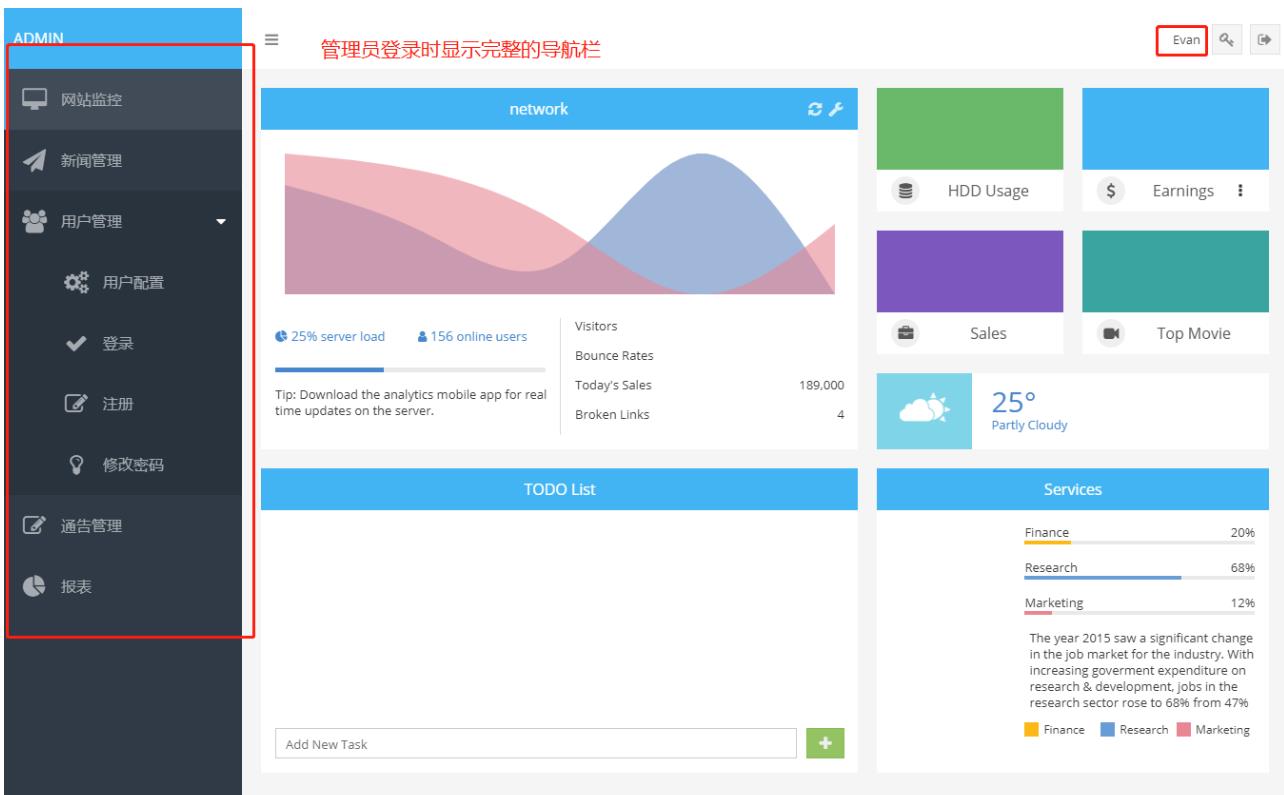 ADMIN
管理员登录时显示完整的导航栏
Evan
网站监控
新闻管理
用户管理
用户配置
登录
注册
修改密码
通告管理
报表
network
25% server load
156 online users
Tip: Download the analytics mobile app for real
time updates on the server.
Visitors
Bounce Rates
Today's Sales 189,000
Broken Links 4
HDD Usage
Earnings
Sales
Top Movie
25°
Partly Cloudy
TODO List
Add New Task
Services
Finance 20%
Research 68%
Marketing 12%
The year 2015 saw a significant change
in the job market for the industry. With
increasing goverment expenditure on
research & development, jobs in the
research sector rose to 68% from 47%
Finance Research Marketing